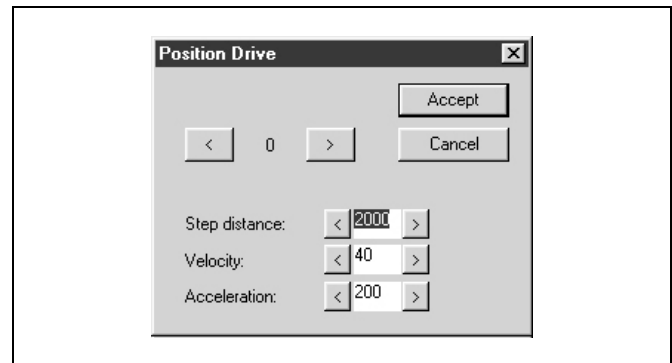 Position Drive
Accept
< 0 > Cancel
Step distance: < 2000 >
Velocity: < 40 >
Acceleration: < 200 >